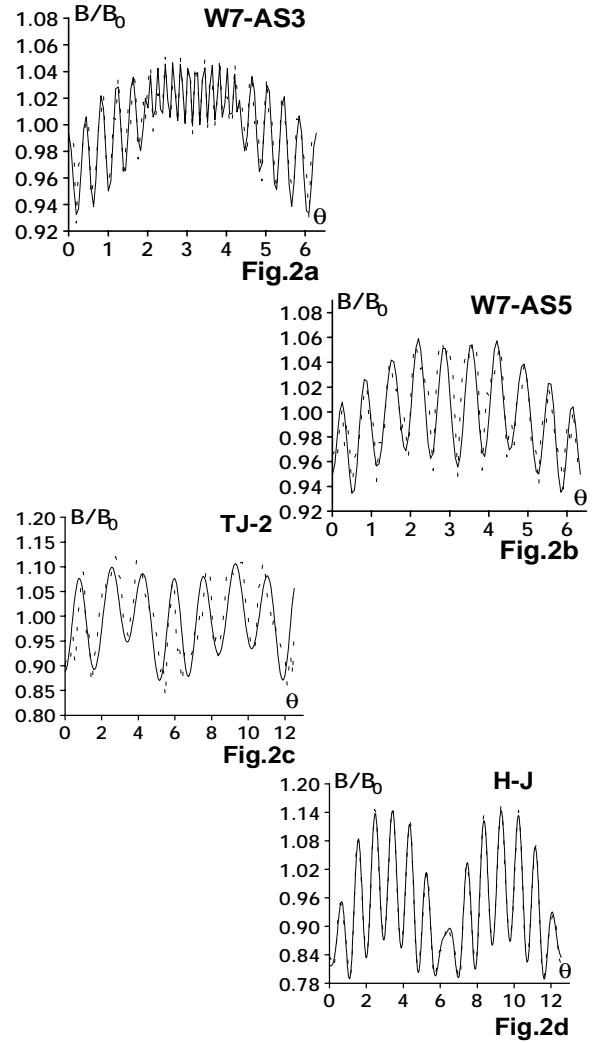 W7-AS3
B/B0
1.08
1.06
1.04
1.02
1.00
0.98
0.96
0.94
0.92
0 1 2 3 4 5 6
θ
Fig.2a
W7-AS5
B/B0
1.08
1.06
1.04
1.02
1.00
0.98
0.96
0.94
0.92
0 1 2 3 4 5 6
θ
Fig.2b
TJ-2
B/B0
1.20
1.15
1.10
1.05
1.00
0.95
0.90
0.85
0.80
0 2 4 6 8 10 12
θ
Fig.2c
H-J
B/B0
1.20
1.14
1.08
1.02
0.96
0.90
0.84
0.78
0 2 4 6 8 10 12
θ
Fig.2d